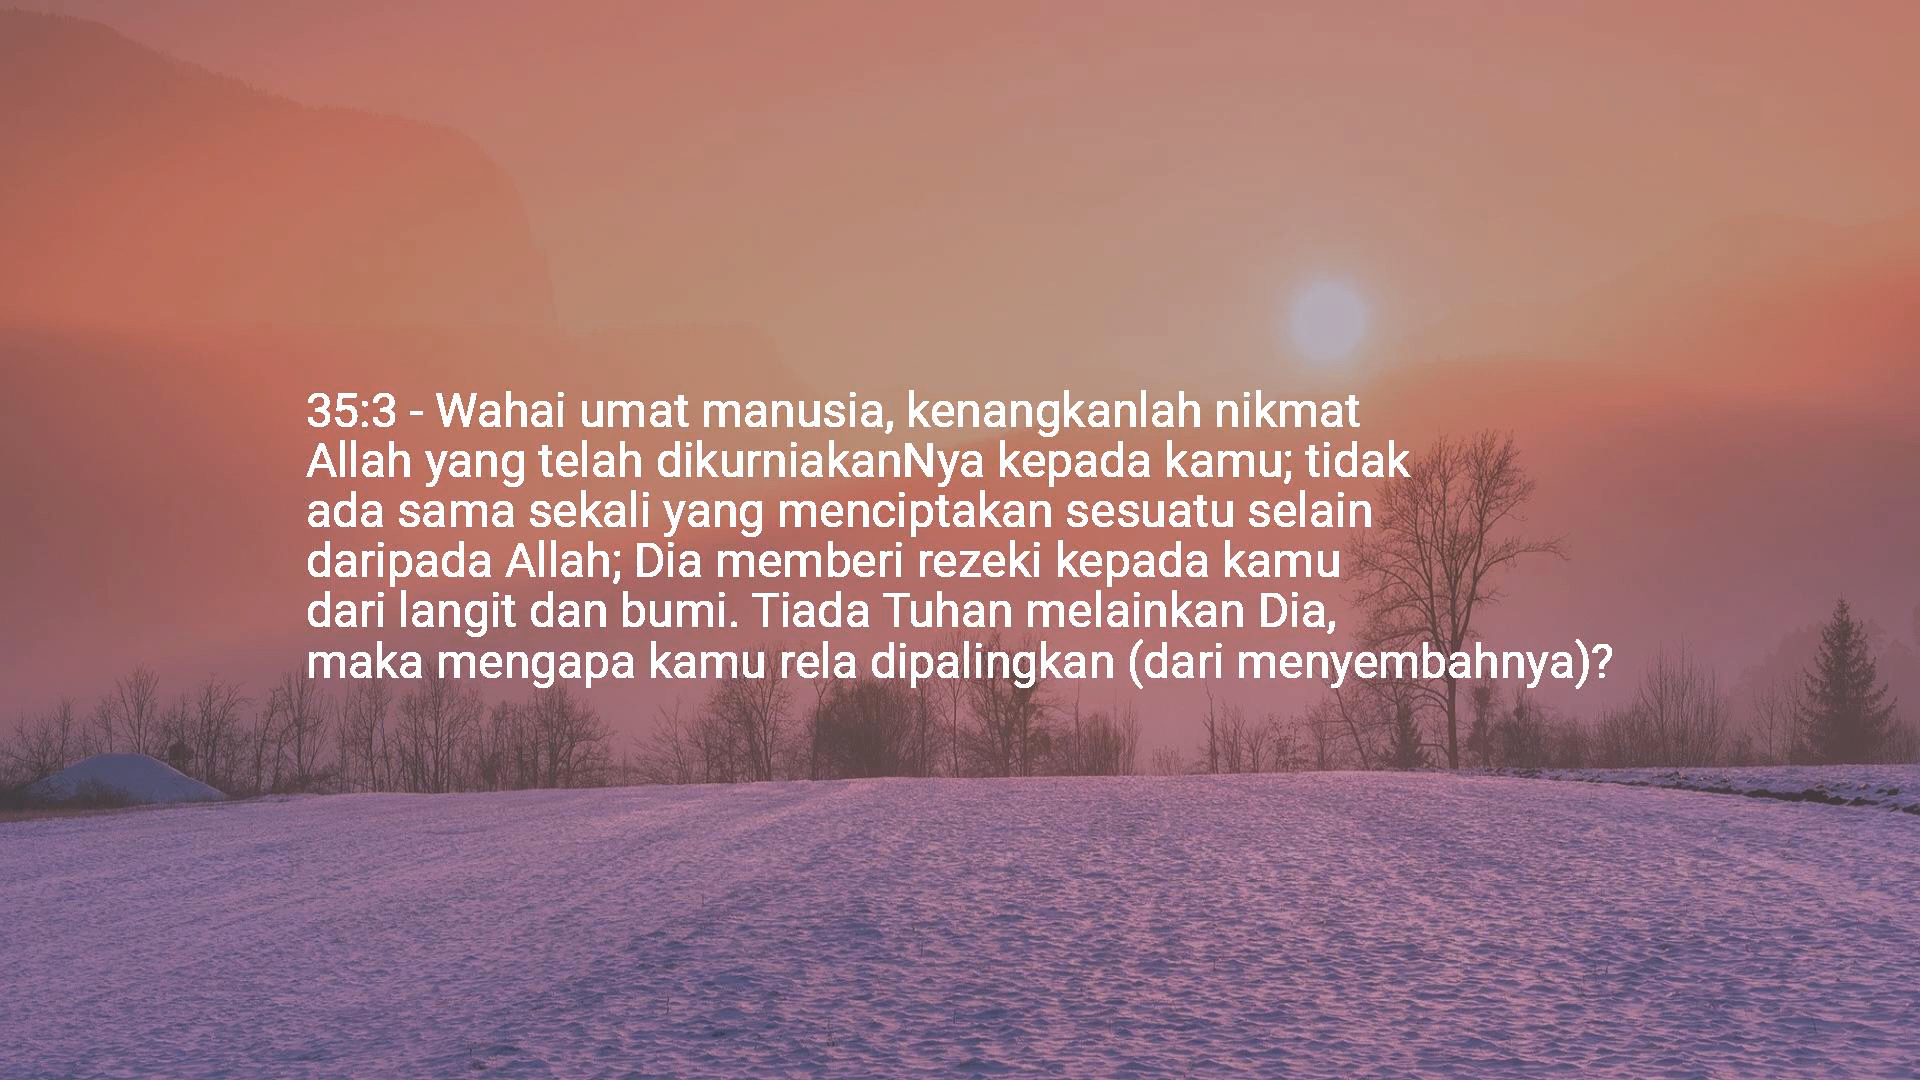 35:3 - Wahai umat manusia, kenangkanlah nikmat
Allah yang telah dikurniakanNya kepada kamu; tidak
ada sama sekali yang menciptakan sesuatu selain
daripada Allah; Dia memberi rezeki kepada kamu
dari langit dan bumi. Tiada Tuhan melainkan Dia,
maka mengapa kamu rela dipalingkan (dari menyembahnya)?